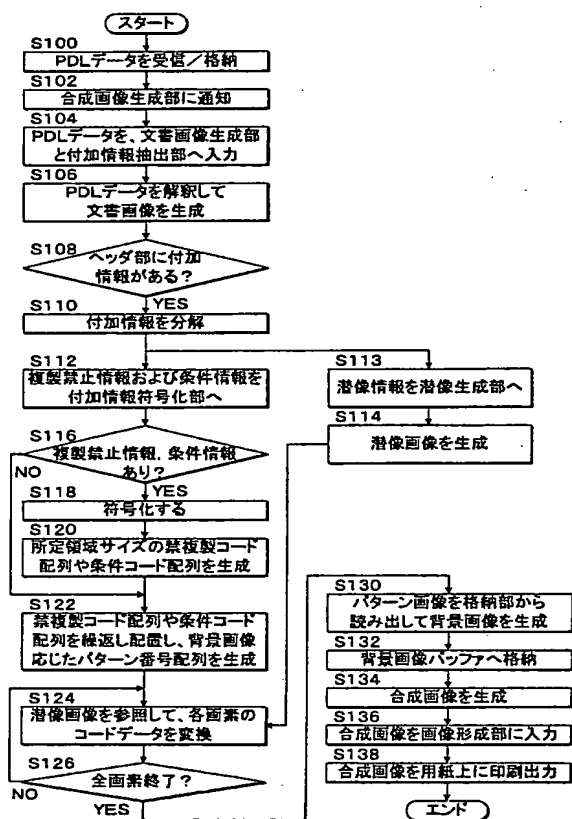 スタート
S100
PDLデータを受信／格納
S102
合成画像生成部に通知
S104
PDLデータを、文書画像生成部
と付加情報抽出部へ入力
S106
PDLデータを解釈して
文書画像を生成
S108
ヘッダ部に付加
情報がある？
YES
S110
付加情報を分解
S112
複製禁止情報および条件情報を
付加情報符号化部へ
S113
潜像情報を潜像生成部へ
S114
潜像画像を生成
S116
複製禁止情報，条件情報
あり？
NO
YES
S118
符号化する
S120
所定領域サイズの禁複製コード
配列や条件コード配列を生成
S122
禁複製コード配列や条件コード
配列を繰返し配置し、背景画像
応じたパターン番号配列を生成
S124
潜像画像を参照して、各画素の
コードデータを変換
S126
全画素終了？
NO
YES
S130
パターン画像を格納部から
読み出して背景画像を生成
S132
背景画像バッファへ格納
S134
合成画像を生成
S136
合成画像を画像形成部に入力
S138
合成画像を用紙上に印刷出力
エンド